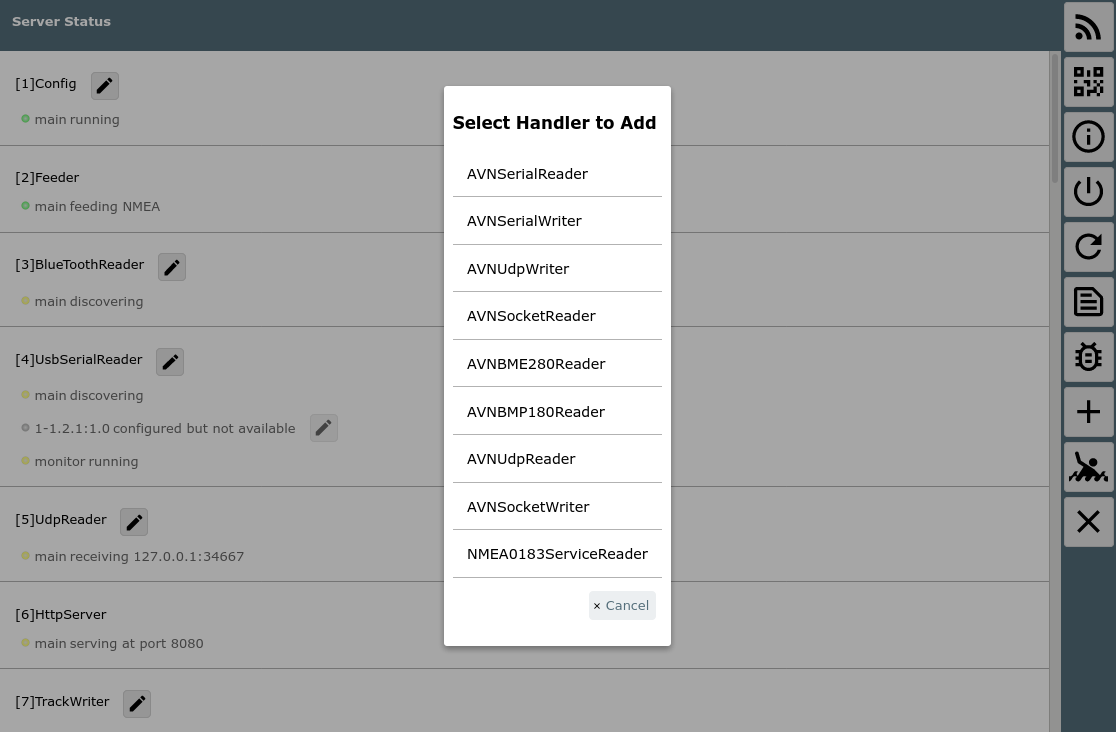 Server Status
[1]Config
main running
[2]Feeder
main feeding NMEA
[3]BlueToothReader
main discovering
[4]UsbSerialReader
main discovering
1-1.2.1:1.0 configured but not available
monitor running
[5]UdpReader
main receiving 127.0.0.1:34667
[6]HttpServer
main serving at port 8080
[7]TrackWriter
Select Handler to Add
AVNSerialReader
AVNSerialWriter
AVNUdpWriter
AVNSocketReader
AVNBME280Reader
AVNBMP180Reader
AVNUdpReader
AVNSocketWriter
NMEA0183ServiceReader
× Cancel